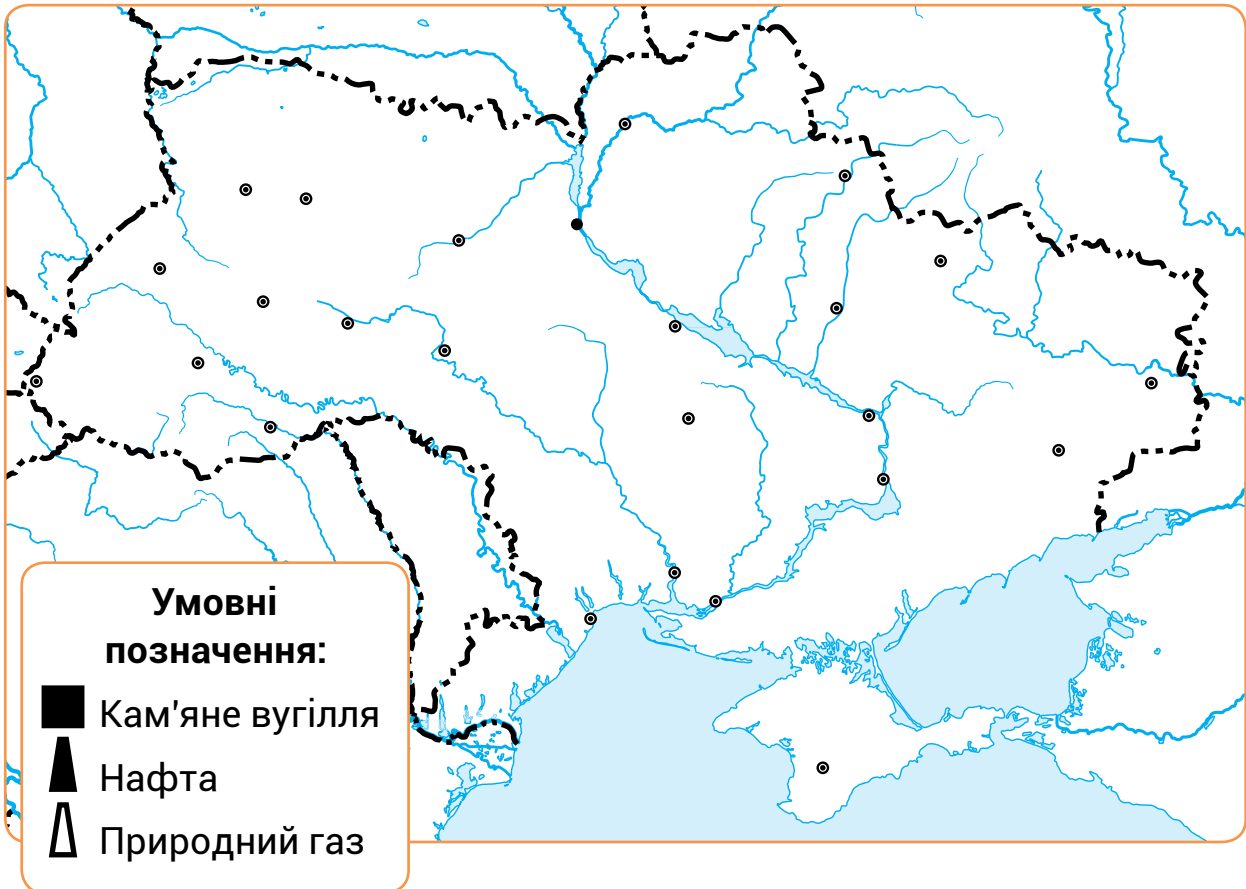 Умовні
позначення:
Кам'яне вугілля
Нафта
Природний газ